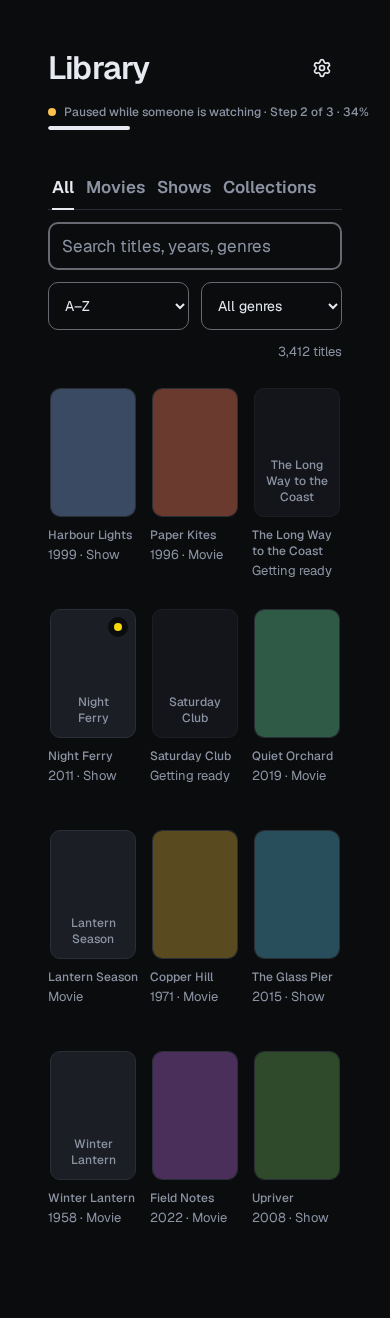 Library
Paused while someone is watching · Step 2 of 3 · 34%
All Movies Shows Collections
Search titles, years, genres
A–Z
All genres
3,412 titles
The Long
Way to the
Coast
Harbour Lights
1999 · Show
Paper Kites
1996 · Movie
The Long Way
to the Coast
Getting ready
Night
Ferry
Saturday
Club
Night Ferry
2011 · Show
Saturday Club
Getting ready
Quiet Orchard
2019 · Movie
Lantern
Season
Lantern Season
Movie
Copper Hill
1971 · Movie
The Glass Pier
2015 · Show
Winter
Lantern
Winter Lantern
1958 · Movie
Field Notes
2022 · Movie
Upriver
2008 · Show